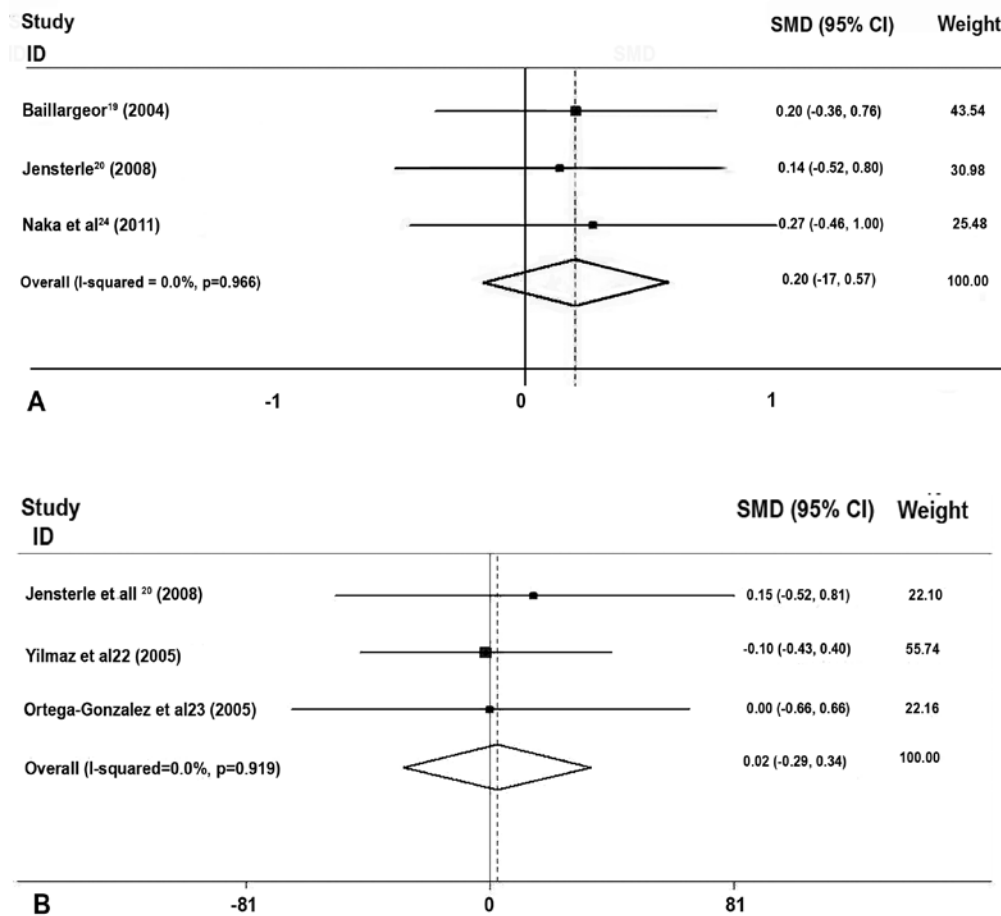 Study SMD (95% CI) Weight
ID SMD
Baillargeor¹⁹ (2004) 0.20 (-0.36, 0.76) 43.54
Jensterle²⁰ (2008) 0.14 (-0.52, 0.80) 30.98
Naka et al²⁴ (2011) 0.27 (-0.46, 1.00) 25.48
Overall (I-squared = 0.0%, p=0.966) 0.20 (-17, 0.57) 100.00
A -1 0 1
Study SMD (95% CI) Weight
ID
Jensterle et all ²⁰ (2008) 0.15 (-0.52, 0.81) 22.10
Yilmaz et al22 (2005) -0.10 (-0.43, 0.40) 55.74
Ortega-Gonzalez et al23 (2005) 0.00 (-0.66, 0.66) 22.16
Overall (I-squared=0.0%, p=0.919) 0.02 (-0.29, 0.34) 100.00
B -81 0 81